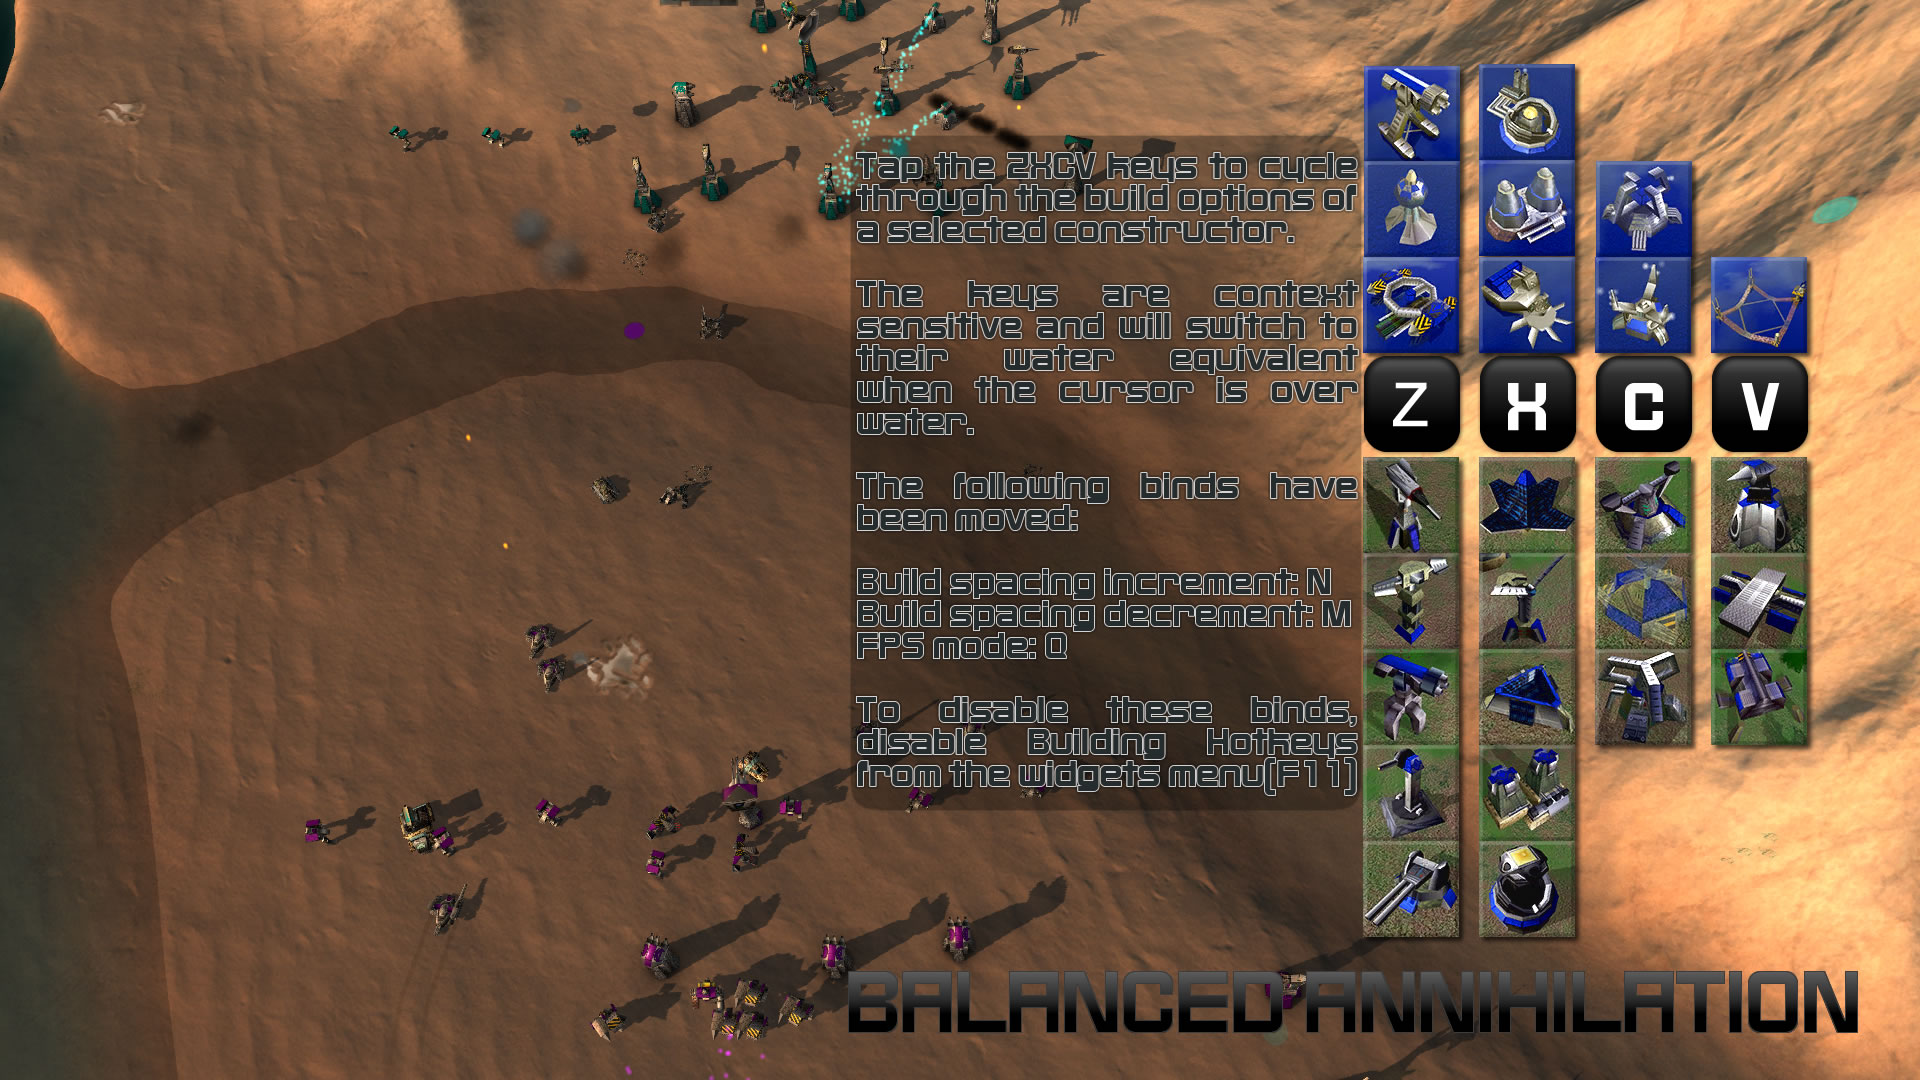 Tap the ZXCV keys to cycle
through the build options of
a selected constructor.
The keys are context
sensitive and will switch to
their water equivalent
when the cursor is over
water.
The following binds have
been moved:
Build spacing increment: N
Build spacing decrement: M
FPS mode: Q
To disable these binds,
disable Building Hotkeys
from the widgets menu(F11)
Z X C V
BALANCED ANNIHILATION